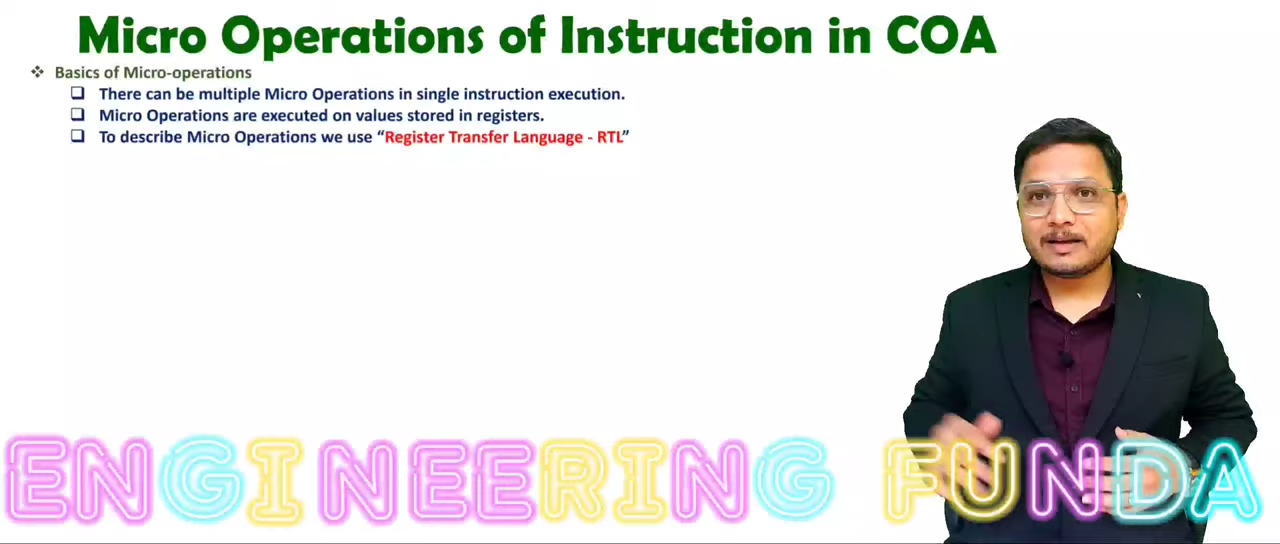 Micro Operations of Instruction in COA
❖ Basics of Micro-operations
❑ There can be multiple Micro Operations in single instruction execution.
❑ Micro Operations are executed on values stored in registers.
❑ To describe Micro Operations we use “Register Transfer Language - RTL”
ENGINEERING FUNDA